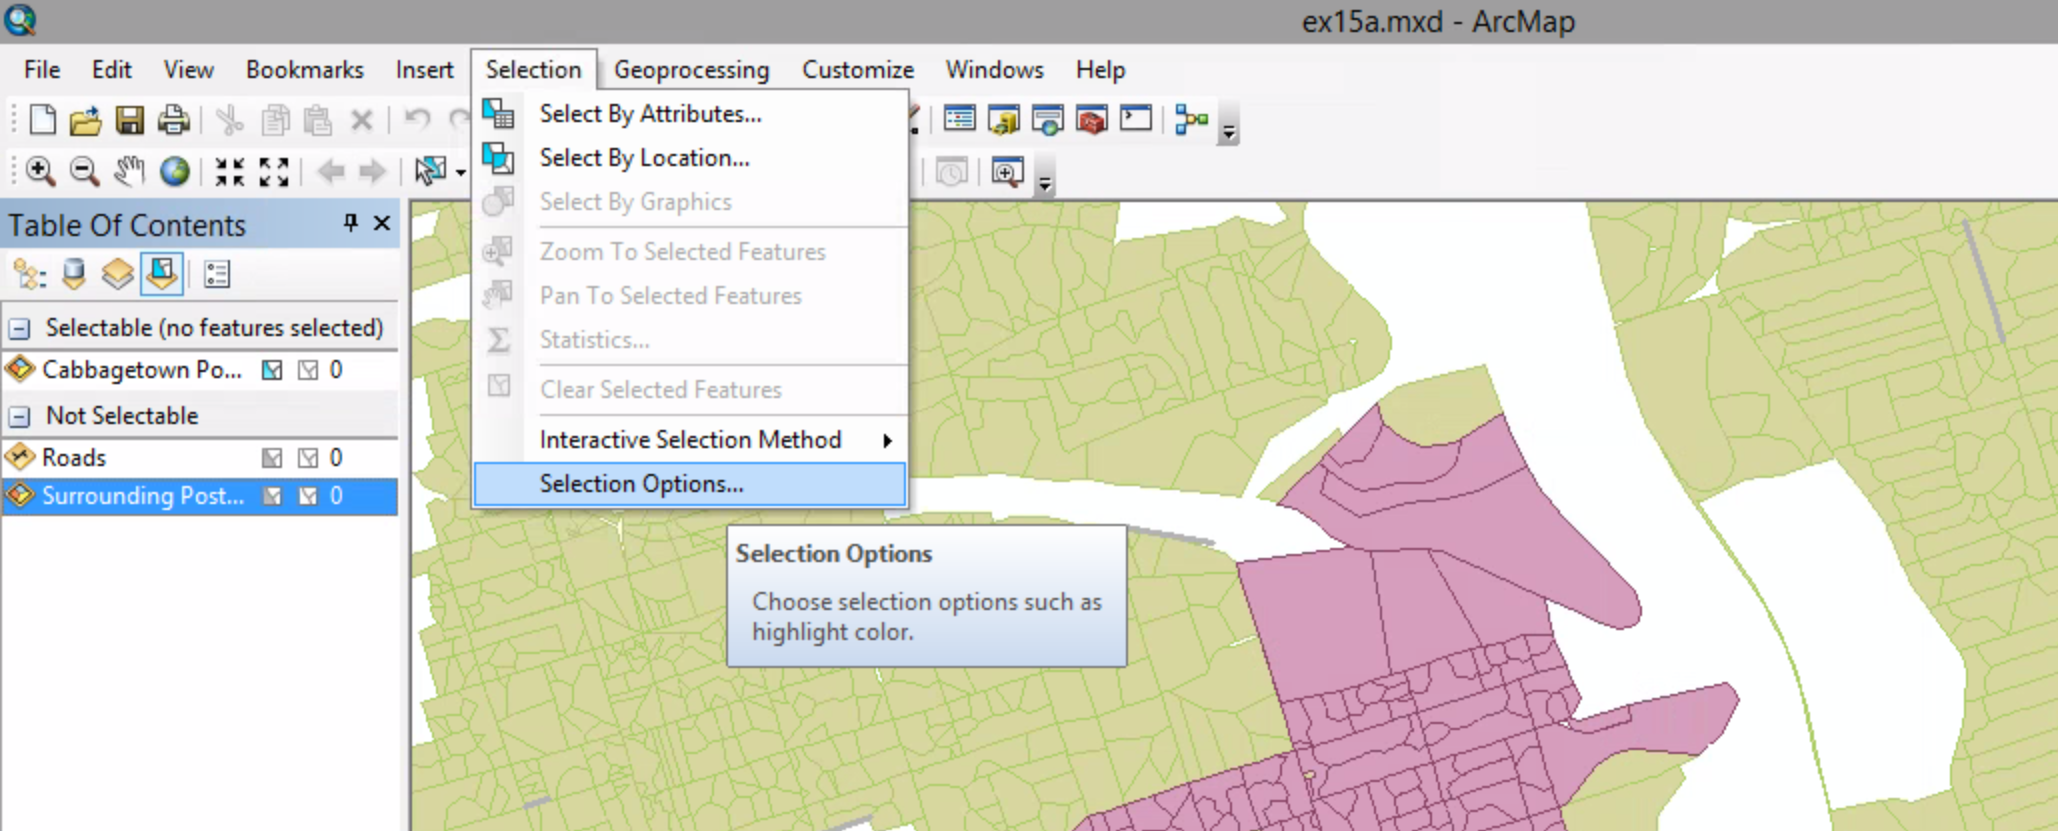 ex15a.mxd - ArcMap
File Edit View Bookmarks Insert Selection Geoprocessing Customize Windows Help
Select By Attributes...
Select By Location...
Select By Graphics
Zoom To Selected Features
Pan To Selected Features
Statistics...
Clear Selected Features
Interactive Selection Method
Selection Options...
Selection Options
Choose selection options such as
highlight color.
Table Of Contents
Selectable (no features selected)
Cabbagetown Po... 0
Not Selectable
Roads 0
Surrounding Post... 0